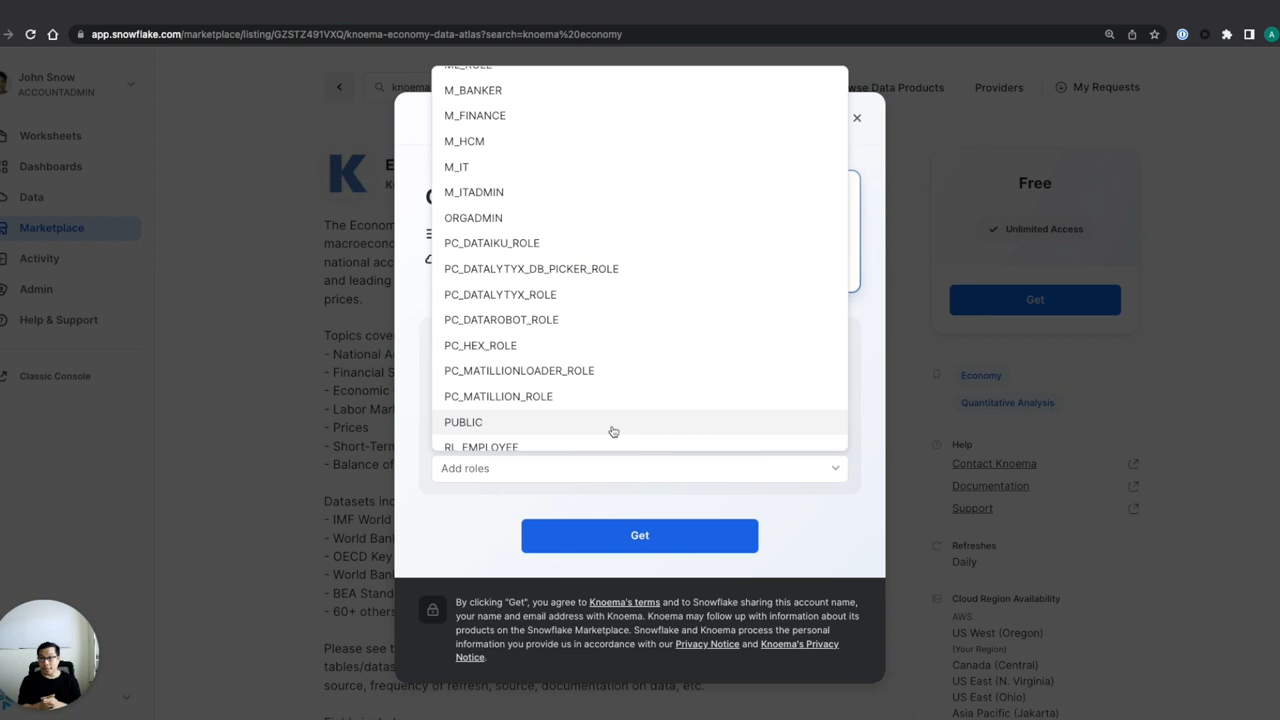 app.snowflake.com/marketplace/listing/GZSTZ491VXQ/knoema-economy-data-atlas?search=knoema%20economy
A
John Snow
ACCOUNTADMIN
Worksheets
Dashboards
Data
Marketplace
Activity
Admin
Help & Support
Classic Console
knoema
wse Data Products
Providers
My Requests
K
E
K
The Econom
macroecono
national acc
and leading
prices.
Topics cove
- National A
- Financial S
- Economic
- Labor Mar
- Prices
- Short-Term
- Balance of
Datasets inc
- IMF World
- World Bank
- OECD Key
- World Bank
- BEA Stand
- 60+ others
Please see t
tables/datas
source, frequency of refresh, source, documentation on data, etc.
ML_ROLE
M_BANKER
M_FINANCE
M_HCM
M_IT
M_ITADMIN
ORGADMIN
PC_DATAIKU_ROLE
PC_DATALYTYX_DB_PICKER_ROLE
PC_DATALYTYX_ROLE
PC_DATAROBOT_ROLE
PC_HEX_ROLE
PC_MATILLIONLOADER_ROLE
PC_MATILLION_ROLE
PUBLIC
RL_EMPLOYEE
Add roles
Get
By clicking "Get", you agree to Knoema's terms and to Snowflake sharing this account name,
your name and email address with Knoema. Knoema may follow up with information about its
products on the Snowflake Marketplace. Snowflake and Knoema process the personal
information you provide us in accordance with our Privacy Notice and Knoema's Privacy
Notice.
Free
Unlimited Access
Get
Economy
Quantitative Analysis
Help
Contact Knoema
Documentation
Support
Refreshes
Daily
Cloud Region Availability
AWS
US West (Oregon)
(Your Region)
Canada (Central)
US East (N. Virginia)
US East (Ohio)
Asia Pacific (Jakarta)